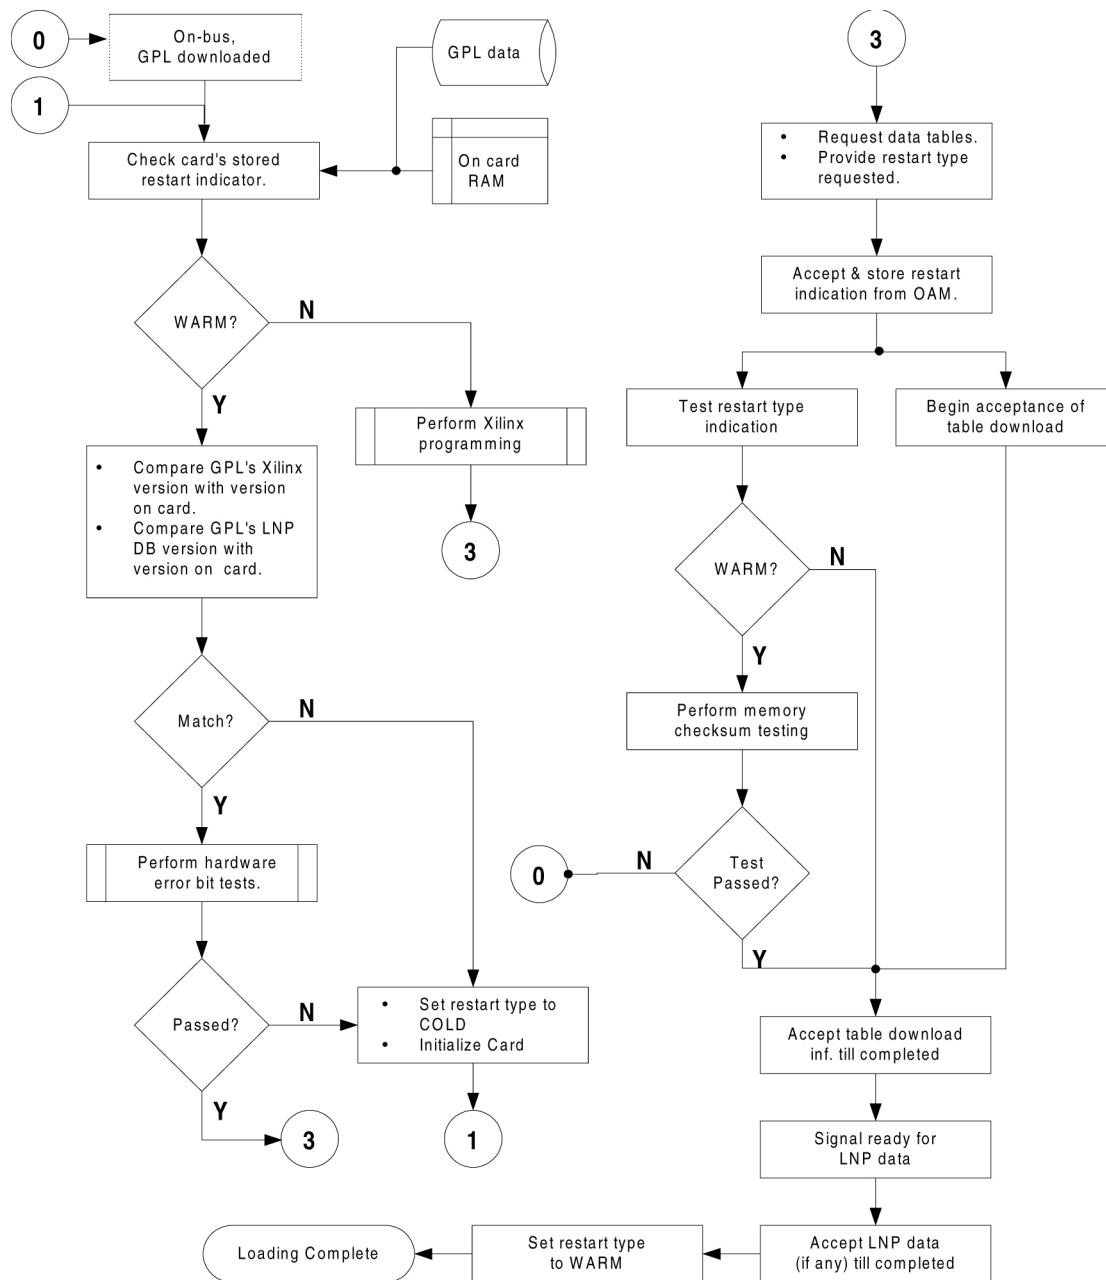 0
On-bus,
GPL downloaded
GPL data
1
Check card's stored
restart indicator.
On card
RAM
WARM?
N
Y
Perform Xilinx
programming
3
• Compare GPL's Xilinx
version with version
on card.
• Compare GPL's LNP
DB version with
version on card.
Match?
N
Y
Perform hardware
error bit tests.
Passed?
N
Y
• Set restart type to
COLD
• Initialize Card
3
1
3
• Request data tables.
• Provide restart type
requested.
Accept & store restart
indication from OAM.
Test restart type
indication
Begin acceptance of
table download
WARM?
N
Y
Perform memory
checksum testing
Test
Passed?
N
0
Y
Accept table download
inf. till completed
Signal ready for
LNP data
Accept LNP data
(if any) till completed
Set restart type
to WARM
Loading Complete